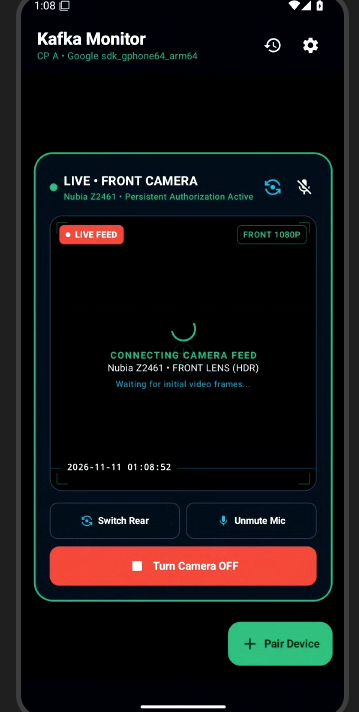 1:08
Kafka Monitor
CP A • Google sdk_gphone64_arm64
LIVE • FRONT CAMERA
Nubia Z2461 • Persistent Authorization Active
LIVE FEED
FRONT 1080P
CONNECTING CAMERA FEED
Nubia Z2461 • FRONT LENS (HDR)
Waiting for initial video frames...
2026-11-11 01:08:52
Switch Rear
Unmute Mic
Turn Camera OFF
Pair Device